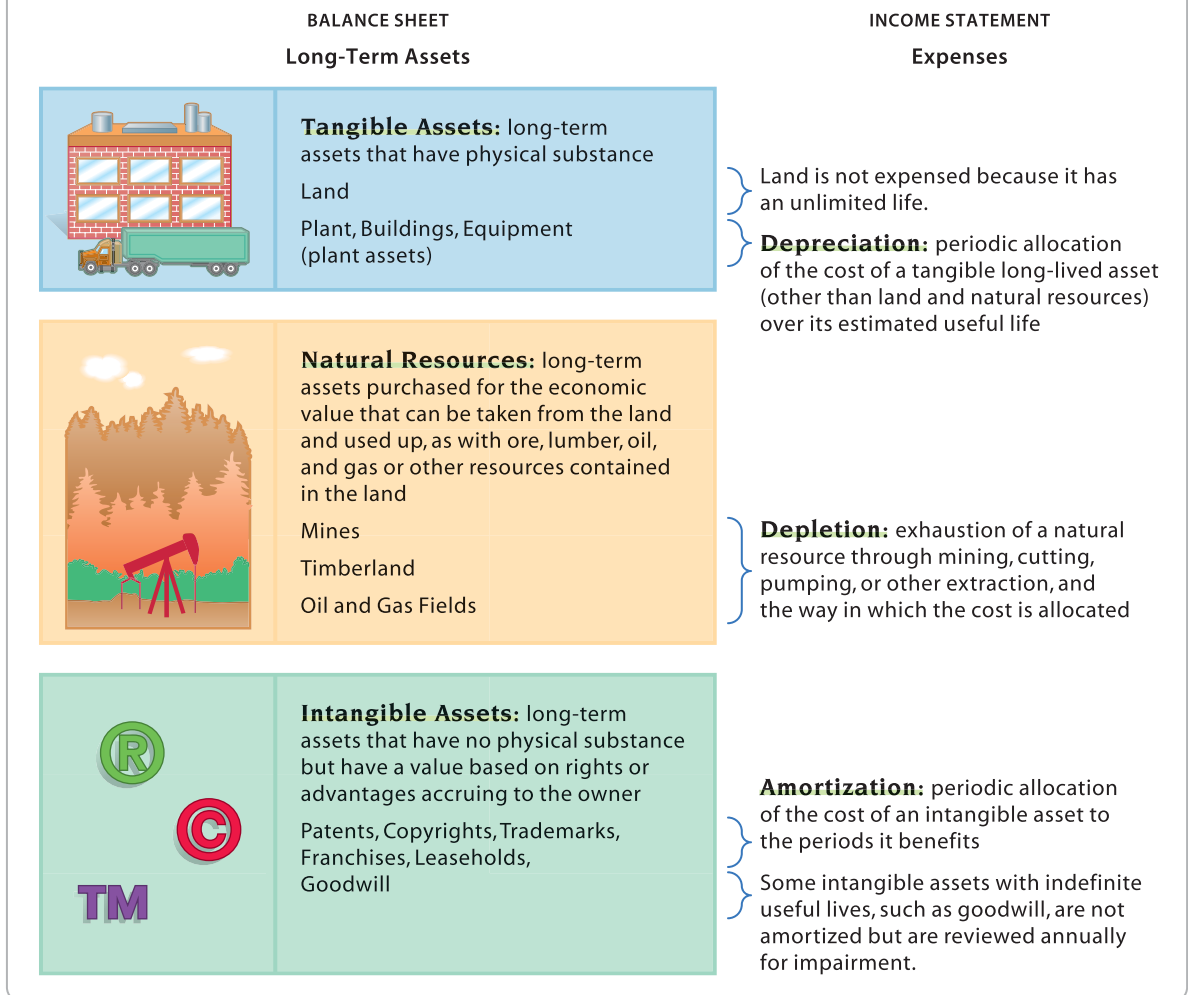 BALANCE SHEET
Long-Term Assets
INCOME STATEMENT
Expenses
Tangible Assets: long-term
assets that have physical substance
Land
Plant, Buildings, Equipment
(plant assets)
Land is not expensed because it has
an unlimited life.
Depreciation: periodic allocation
of the cost of a tangible long-lived asset
(other than land and natural resources)
over its estimated useful life
Natural Resources: long-term
assets purchased for the economic
value that can be taken from the land
and used up, as with ore, lumber, oil,
and gas or other resources contained
in the land
Mines
Timberland
Oil and Gas Fields
Depletion: exhaustion of a natural
resource through mining, cutting,
pumping, or other extraction, and
the way in which the cost is allocated
®
©
TM
Intangible Assets: long-term
assets that have no physical substance
but have a value based on rights or
advantages accruing to the owner
Patents, Copyrights, Trademarks,
Franchises, Leaseholds,
Goodwill
Amortization: periodic allocation
of the cost of an intangible asset to
the periods it benefits
Some intangible assets with indefinite
useful lives, such as goodwill, are not
amortized but are reviewed annually
for impairment.